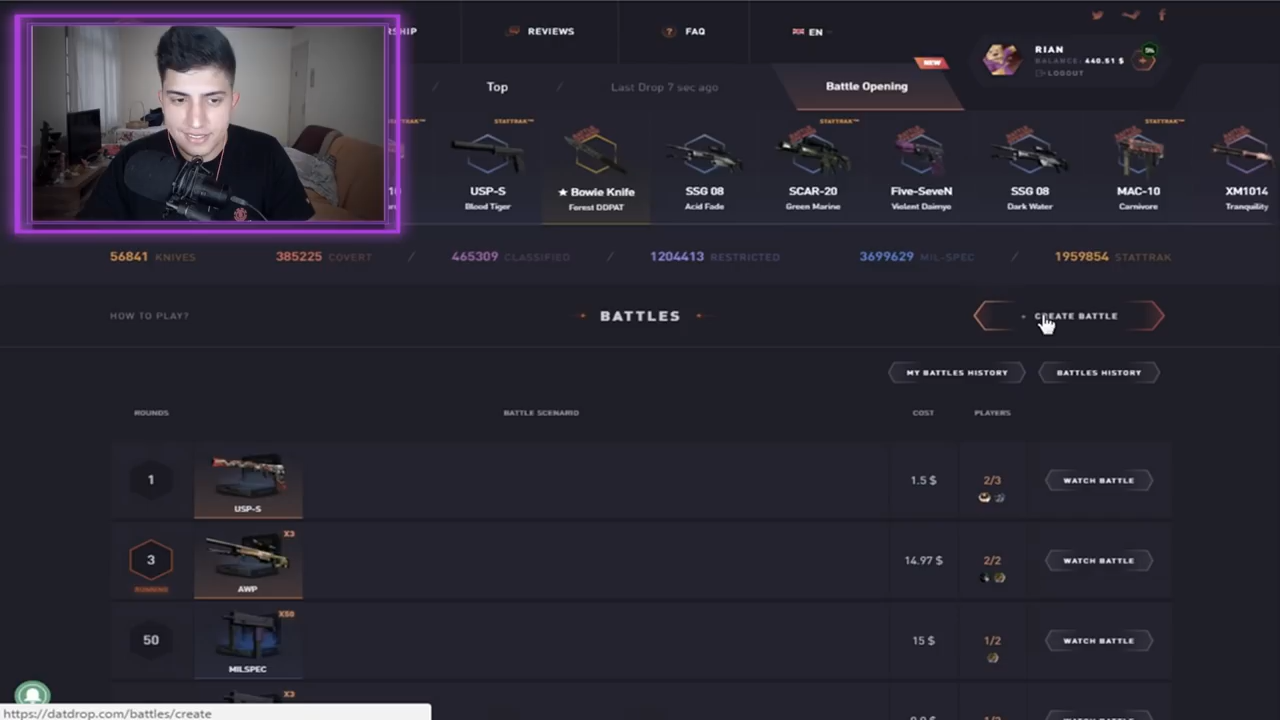 REVIEWS
FAQ
EN
RIAN
BALANCE: 440.51 $
LOGOUT
Top
/
Last Drop 7 sec ago
NEW
Battle Opening
STATTRAK™
STATTRAK™
STATTRAK™
USP-S
Blood Tiger
★ Bowie Knife
Forest DDPAT
SSG 08
Acid Fade
SCAR-20
Green Marine
Five-SeveN
Violent Daimyo
SSG 08
Dark Water
MAC-10
Carnivore
XM1014
Tranquility
56841 KNIVES
385225 COVERT
/
465309 CLASSIFIED
/
1204413 RESTRICTED
3699629 MIL-SPEC
/
1959854 STATTRAK
HOW TO PLAY?
BATTLES
CREATE BATTLE
MY BATTLES HISTORY
BATTLES HISTORY
ROUNDS
BATTLE SCENARIO
COST
PLAYERS
1
USP-S
1.5 $
2/3
WATCH BATTLE
3
RUNNING
X3
AWP
14.97 $
2/2
WATCH BATTLE
50
X50
MILSPEC
15 $
1/2
WATCH BATTLE
X3
https://datdrop.com/battles/create